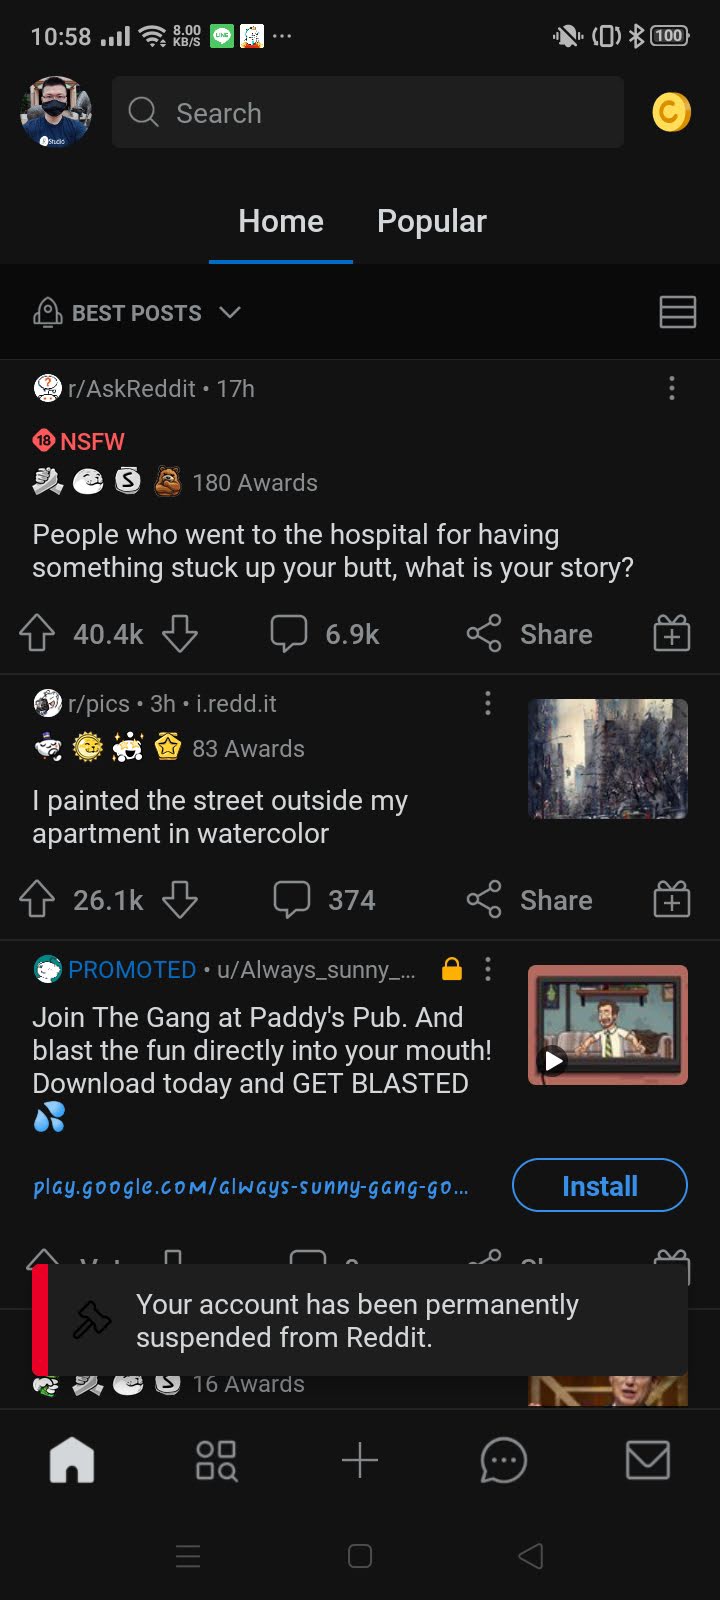 10:58 8.00 KB/S LINE ... 100
Studio
Search
C
Home Popular
BEST POSTS
r/AskReddit • 17h
18 NSFW
S 180 Awards
People who went to the hospital for having
something stuck up your butt, what is your story?
40.4k 6.9k Share
r/pics • 3h • i.redd.it
83 Awards
I painted the street outside my
apartment in watercolor
26.1k 374 Share
PROMOTED • u/Always_sunny_...
Join The Gang at Paddy's Pub. And
blast the fun directly into your mouth!
Download today and GET BLASTED
💦
play.google.com/always-sunny-gang-go... Install
Your account has been permanently
suspended from Reddit.
S 16 Awards